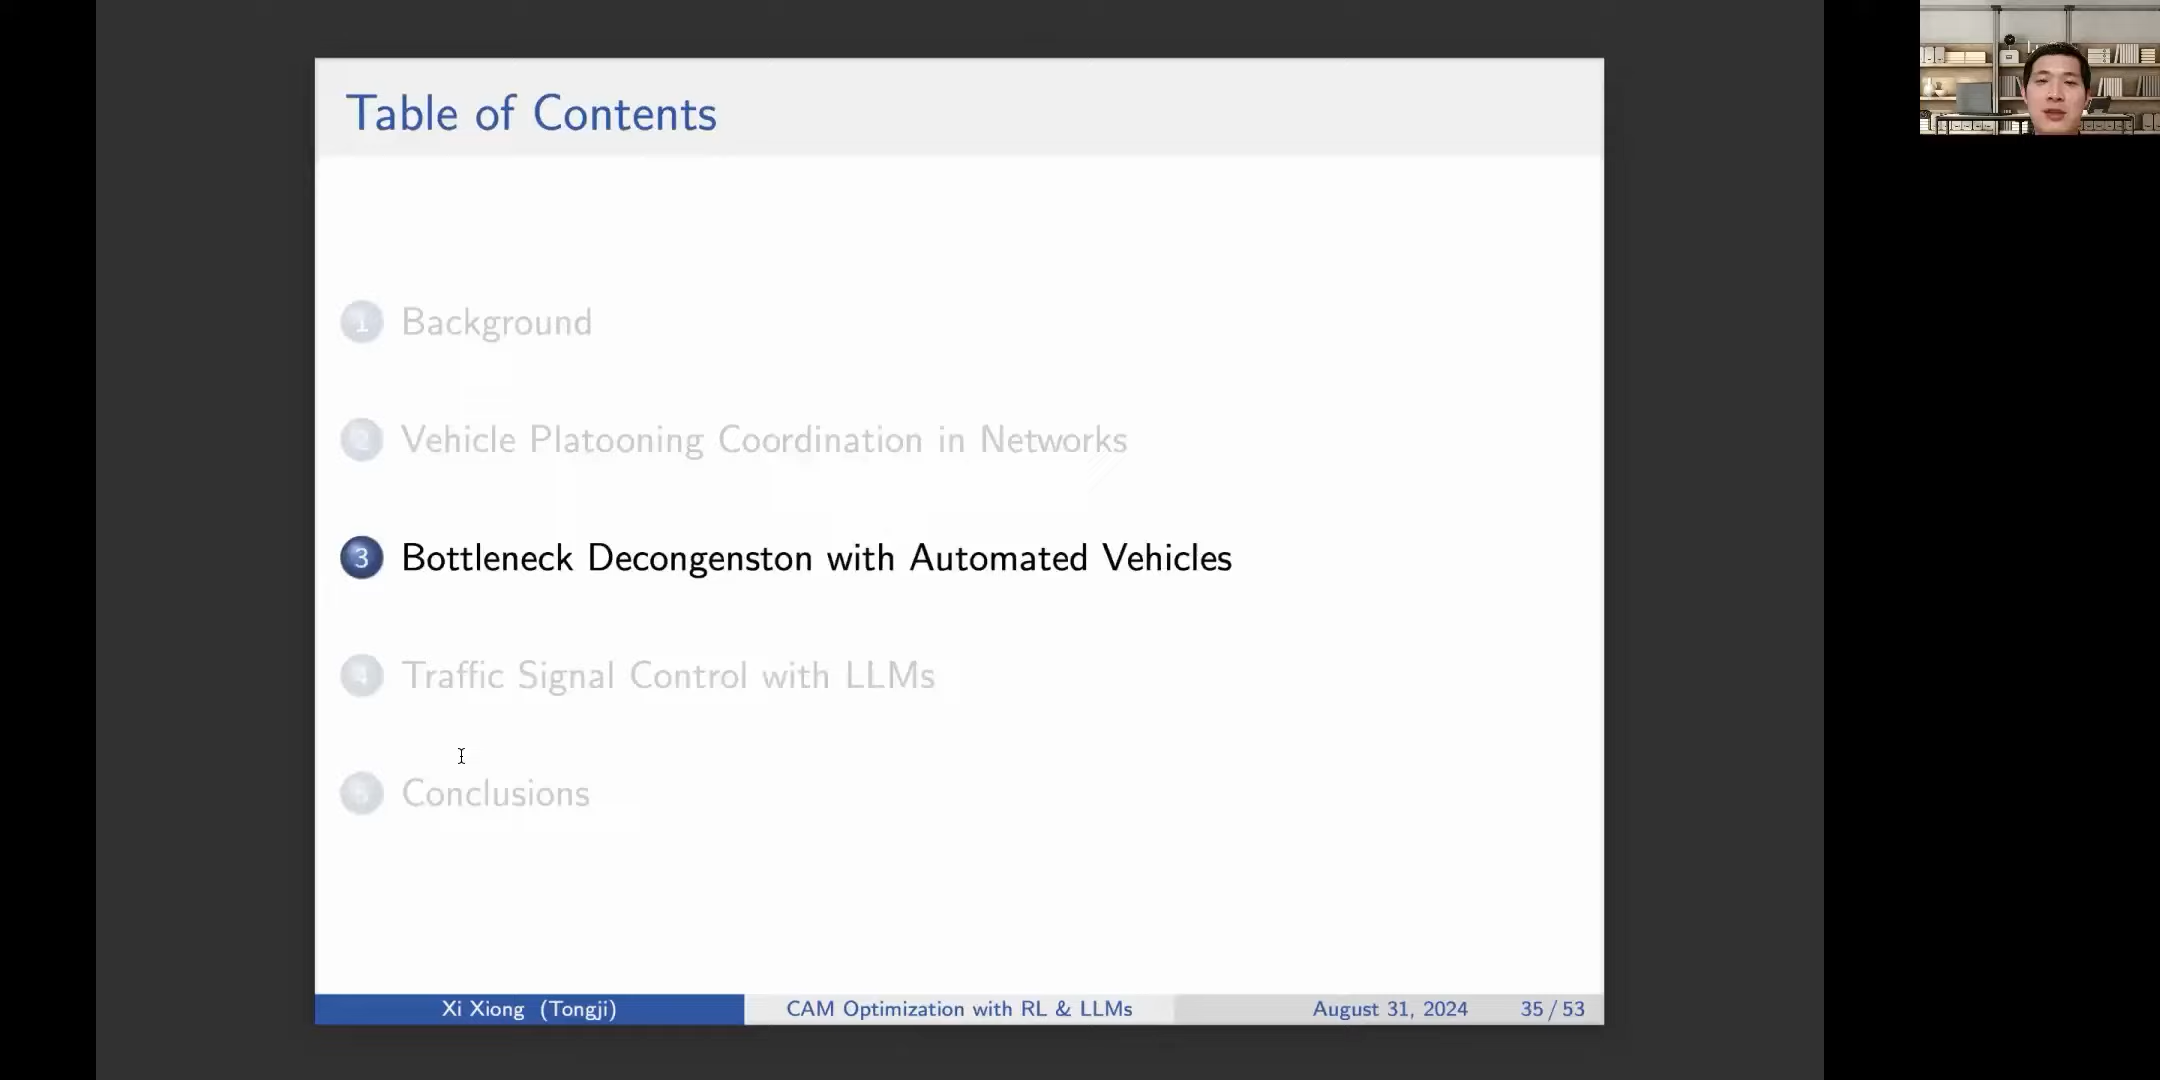 Table of Contents
1 Background
2 Vehicle Platooning Coordination in Networks
3 Bottleneck Decongenston with Automated Vehicles
4 Traffic Signal Control with LLMs
5 Conclusions
Xi Xiong (Tongji) CAM Optimization with RL & LLMs August 31, 2024 35 / 53